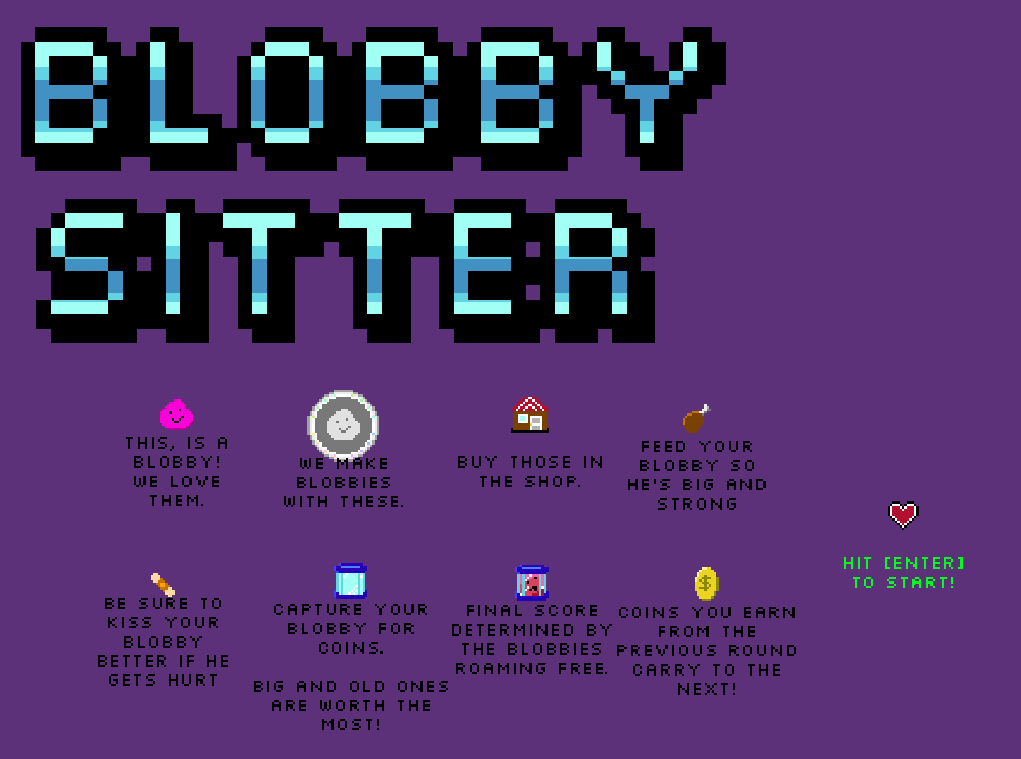 BLOBBY
SITTER
THIS, IS A
BLOBBY!
WE LOVE
THEM.
WE MAKE
BLOBBIES
WITH THESE.
BUY THOSE IN
THE SHOP.
FEED YOUR
BLOBBY SO
HE'S BIG AND
STRONG
HIT [ENTER]
TO START!
BE SURE TO
KISS YOUR
BLOBBY
BETTER IF HE
GETS HURT
CAPTURE YOUR
BLOBBY FOR
COINS.
BIG AND OLD ONES
ARE WORTH THE
MOST!
FINAL SCORE
DETERMINED BY
THE BLOBBIES
ROAMING FREE.
COINS YOU EARN
FROM THE
PREVIOUS ROUND
CARRY TO THE
NEXT!